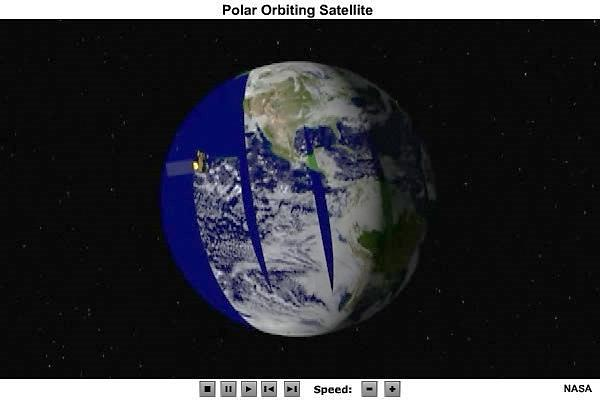 Polar Orbiting Satellite
Speed:
NASA